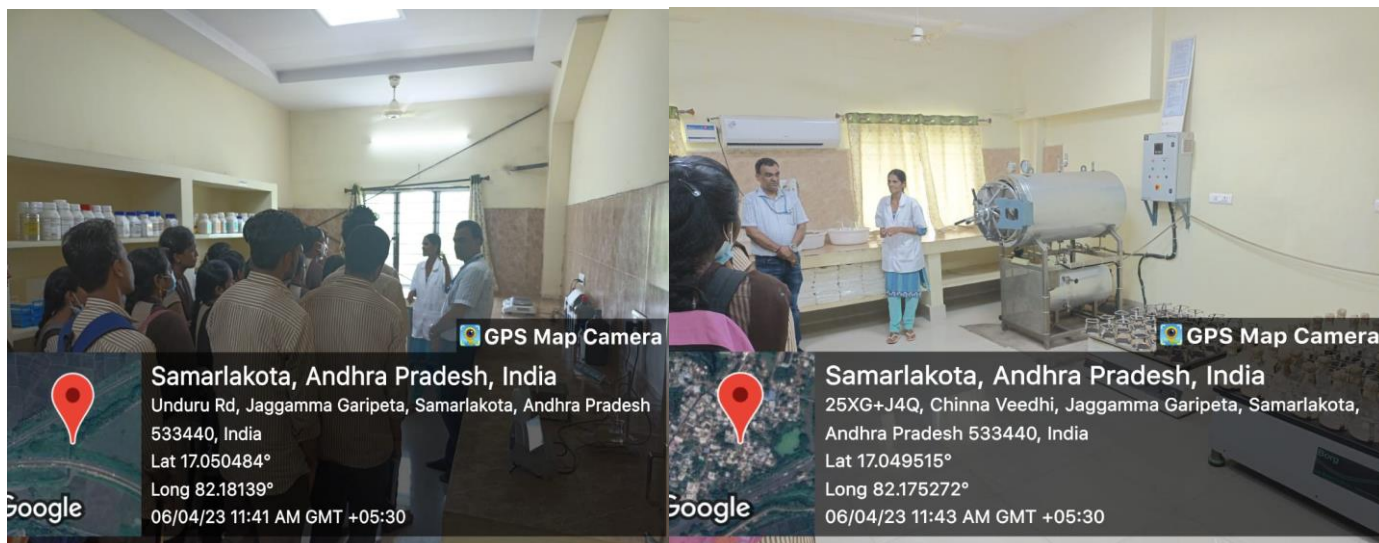 GPS Map Camera
Samarlakota, Andhra Pradesh, India
Unduru Rd, Jaggamma Garipeta, Samarlakota, Andhra Pradesh
533440, India
Lat 17.050484°
Long 82.18139°
06/04/23 11:41 AM GMT +05:30
Google
GPS Map Camera
Samarlakota, Andhra Pradesh, India
25XG+J4Q, Chinna Veedhi, Jaggamma Garipeta, Samarlakota,
Andhra Pradesh 533440, India
Lat 17.049515°
Long 82.175272°
06/04/23 11:43 AM GMT +05:30
Google